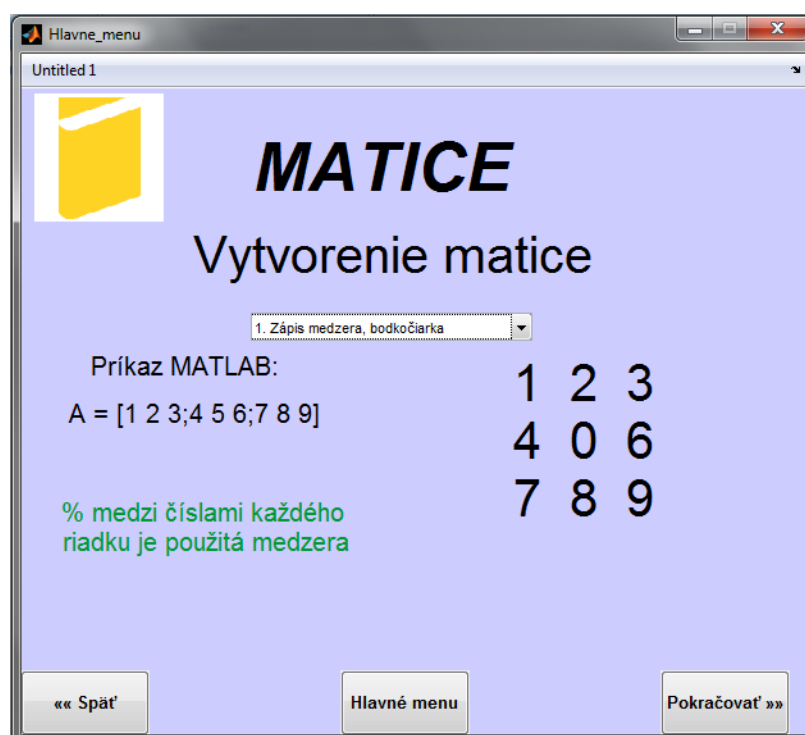 Hlavne_menu
Untitled 1
MATICE
Vytvorenie matice
1. Zápis medzera, bodkočiarka
Príkaz MATLAB:
A = [1 2 3;4 5 6;7 8 9]
% medzi číslami každého
riadku je použitá medzera
1 2 3
4 0 6
7 8 9
«« Späť
Hlavné menu
Pokračovať »»